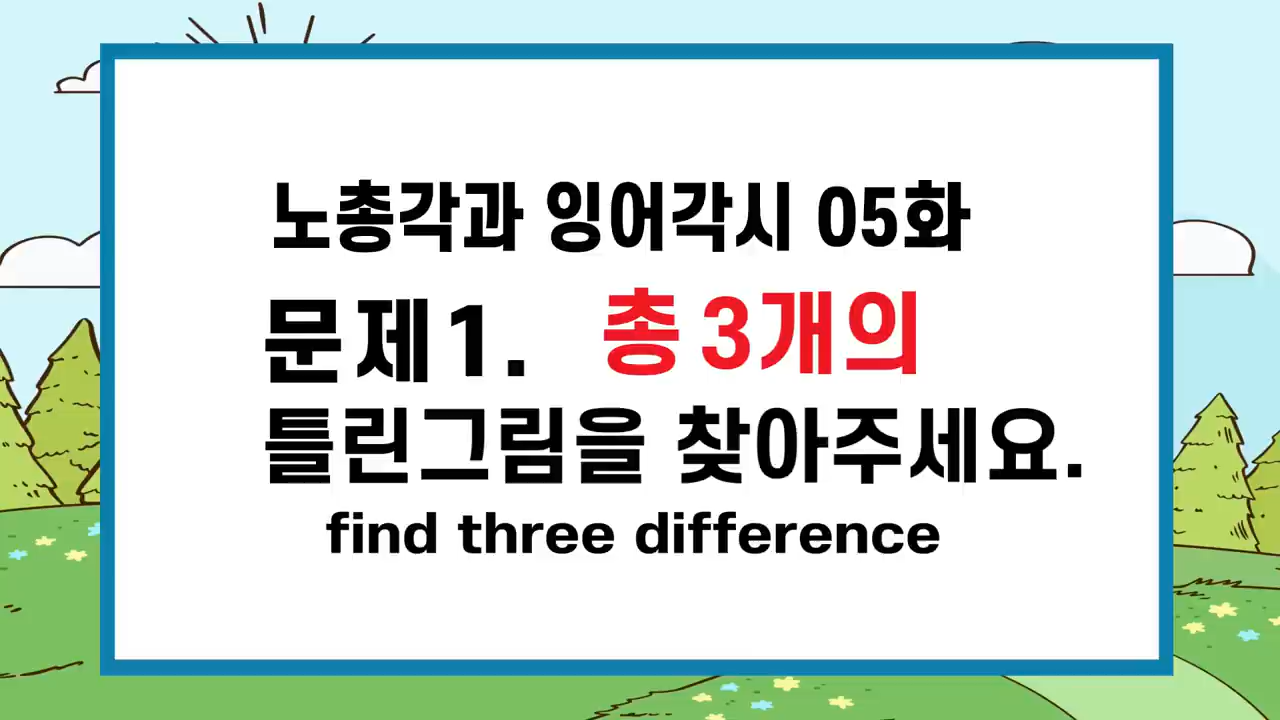 노총각과 잉어각시 05화
문제1. 총 3개의
틀린그림을 찾아주세요.
find three difference